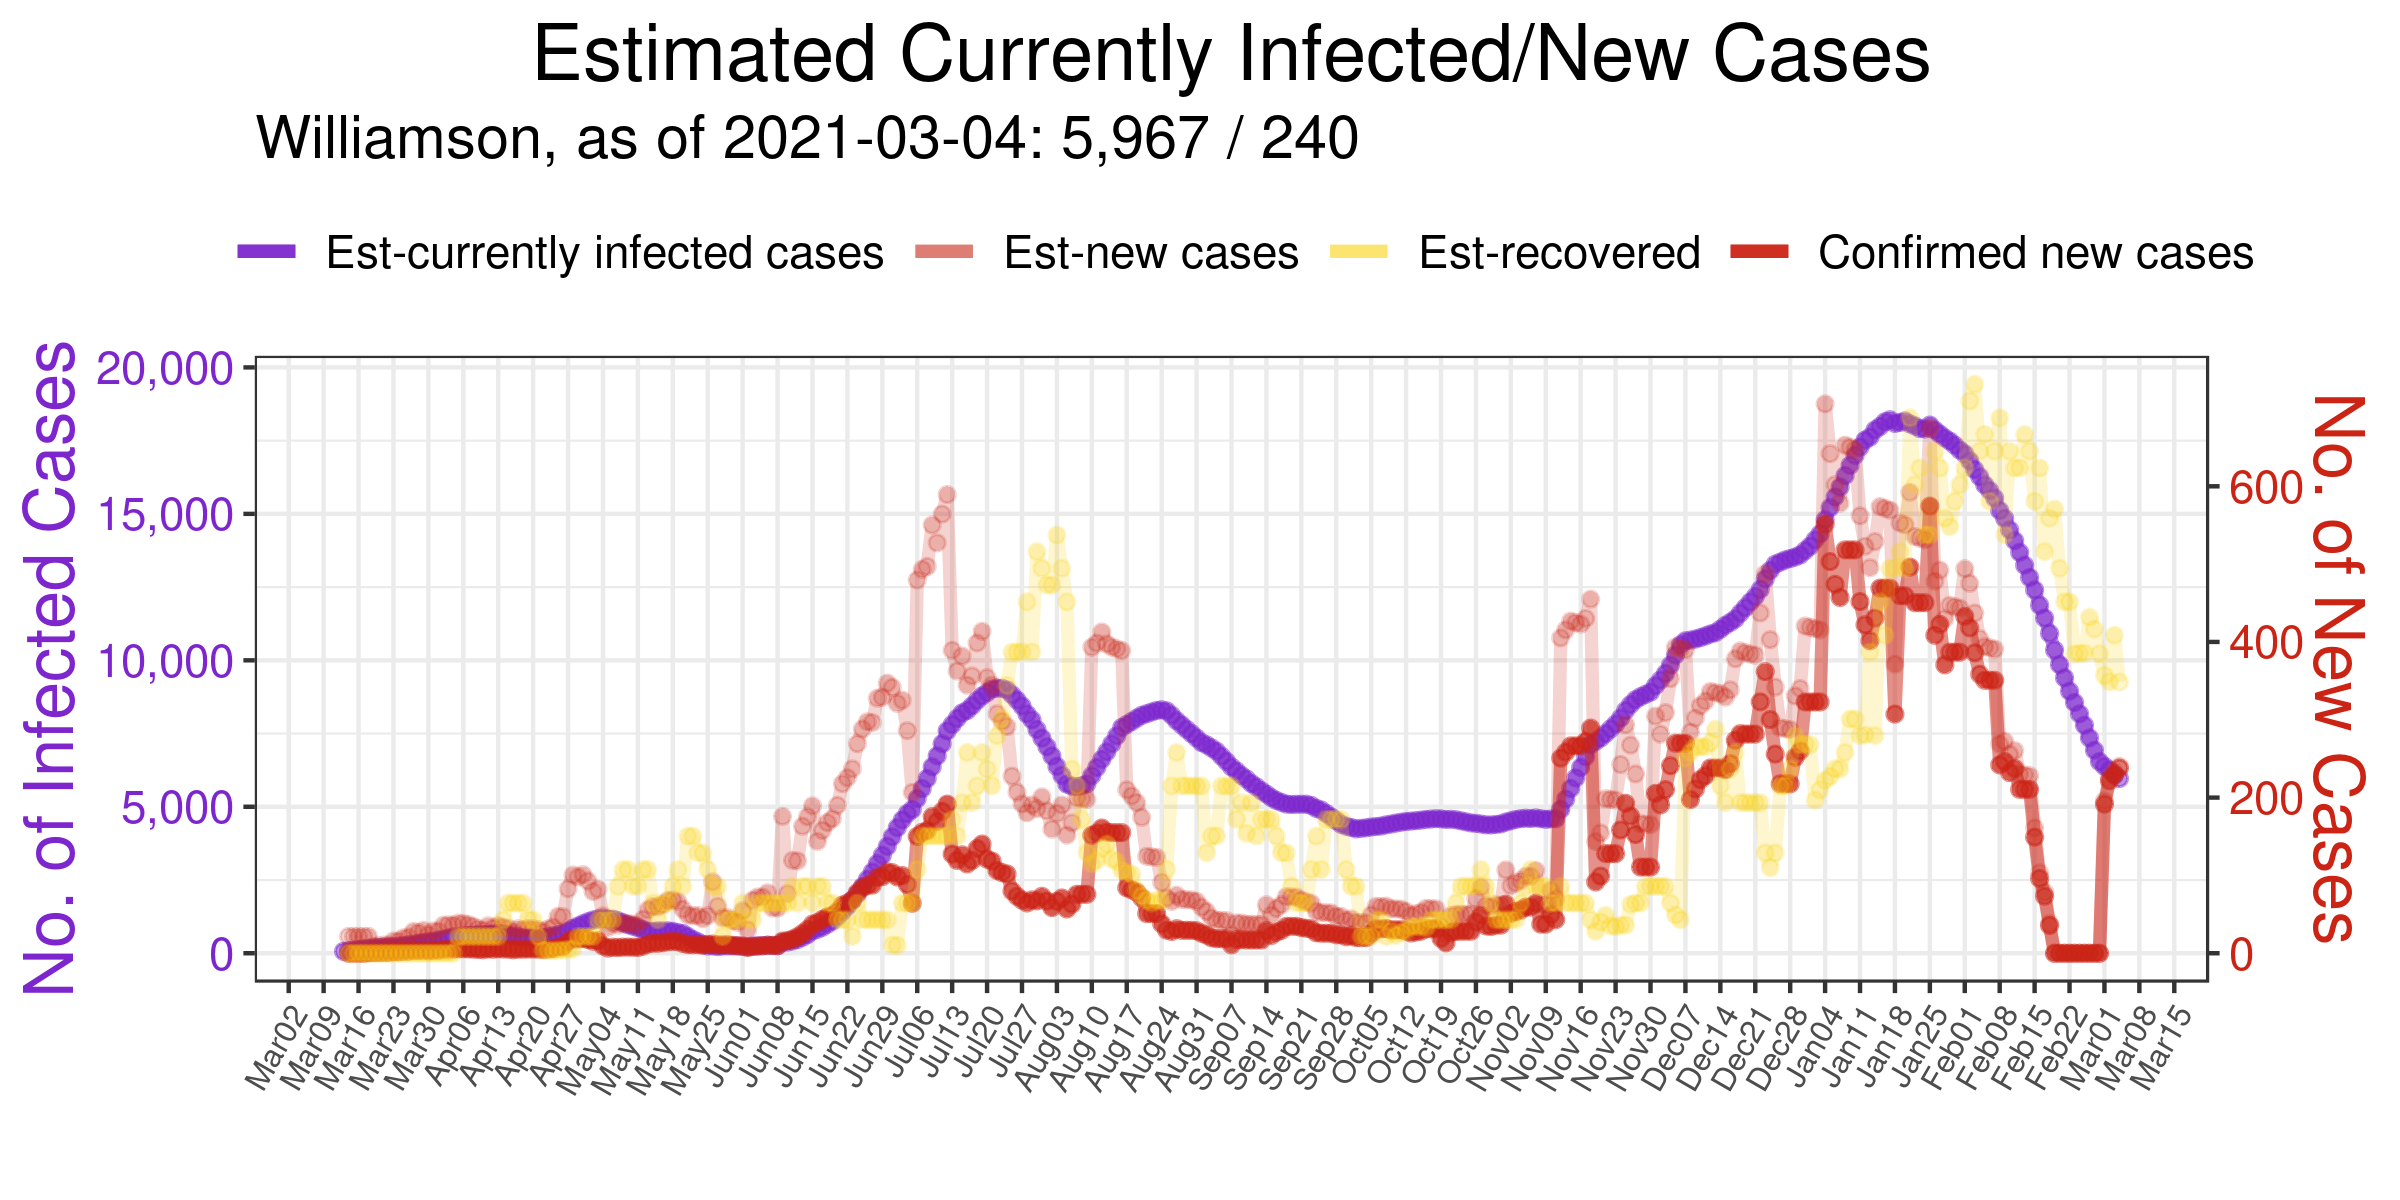 Estimated Currently Infected/New Cases
Williamson, as of 2021-03-04: 5,967 / 240
Est-currently infected cases Est-new cases Est-recovered Confirmed new cases
No. of Infected Cases
20,000
15,000
10,000
5,000
0
600
400
200
0
No. of New Cases
Mar02 Mar09 Mar16 Mar23 Mar30 Apr06 Apr13 Apr20 Apr27 May04 May11 May18 May25 Jun01 Jun08 Jun15 Jun22 Jun29 Jul06 Jul13 Jul20 Jul27 Aug03 Aug10 Aug17 Aug24 Aug31 Sep07 Sep14 Sep21 Sep28 Oct05 Oct12 Oct19 Oct26 Nov02 Nov09 Nov16 Nov23 Nov30 Dec07 Dec14 Dec21 Dec28 Jan04 Jan11 Jan18 Jan25 Feb01 Feb08 Feb15 Feb22 Mar01 Mar08 Mar15